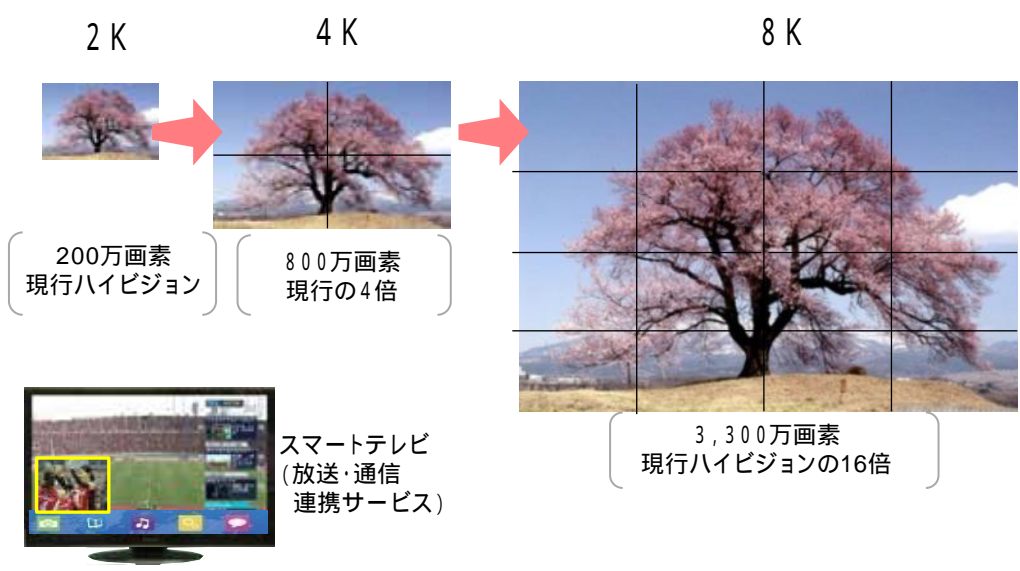 2K
4K
8K
200万画素
現行ハイビジョン
800万画素
現行の4倍
3,300万画素
現行ハイビジョンの16倍
スマートテレビ
(放送・通信
連携サービス)